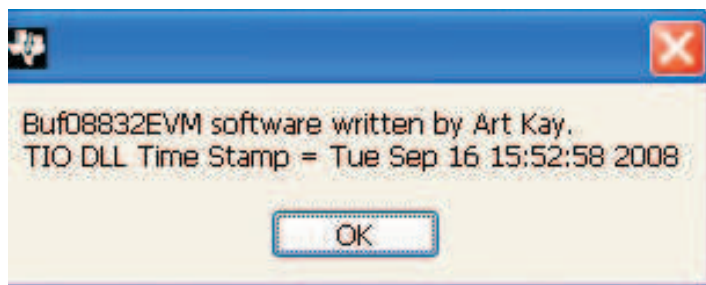 Buf08832EVM software written by Art Kay.
TIO DLL Time Stamp = Tue Sep 16 15:52:58 2008
OK